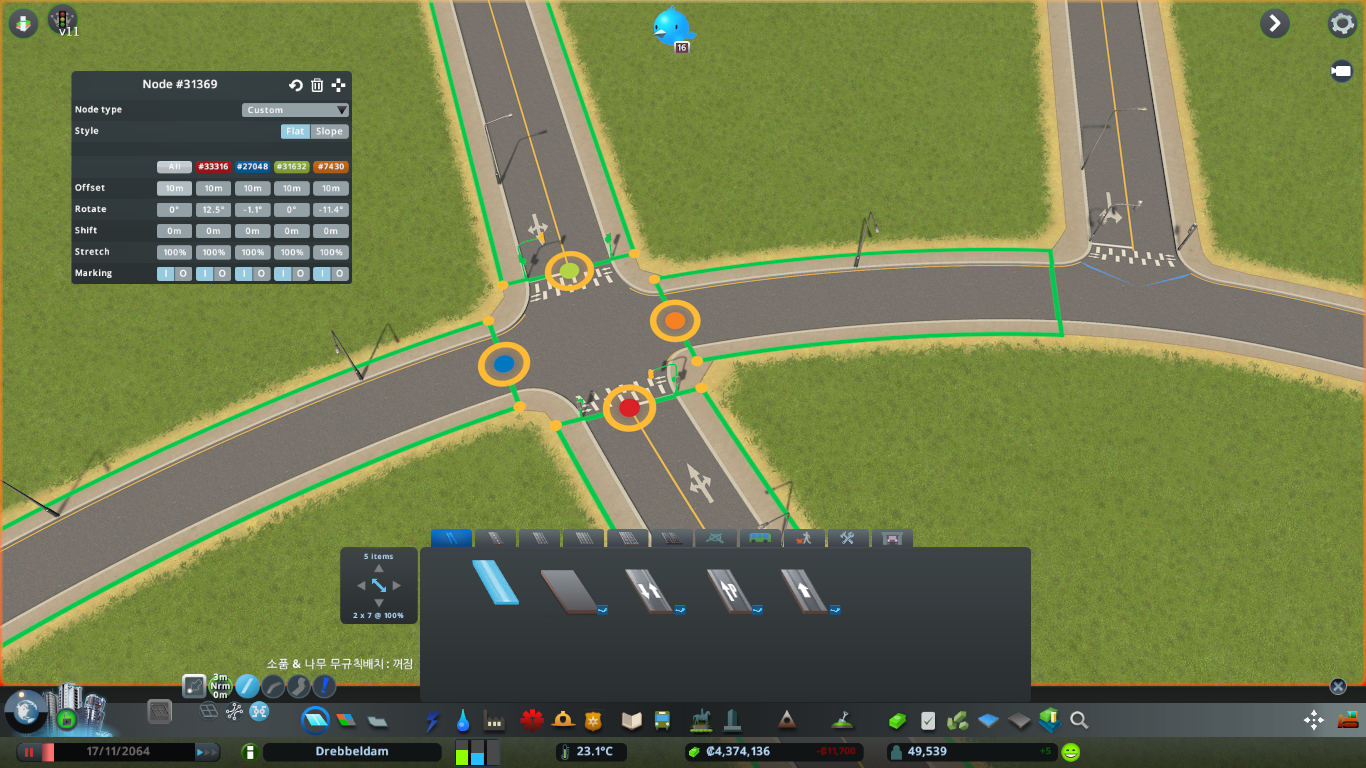 v11
16
Node #31369
Node type Custom
Style Flat Slope
All #33316 #27048 #31632 #7430
Offset 10m 10m 10m 10m 10m
Rotate 0° 12.5° -1.1° 0° -11.4°
Shift 0m 0m 0m 0m 0m
Stretch 100% 100% 100% 100% 100%
Marking I O I O I O I O I O
5 items
2 x 7 @ 100%
소품 & 나무 무규칙배치 : 꺼짐
3m
Nrm
0m
17/11/2064 Drebbeldam 23.1°C ₡4,374,136 -₡11,700 49,539 +5